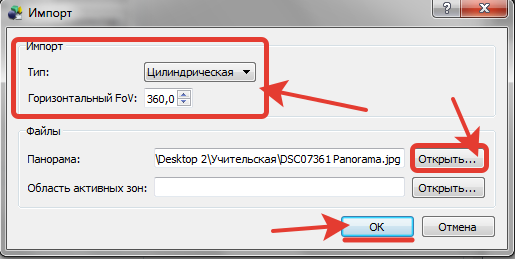 Импорт
Импорт
Тип: Цилиндрическая
Горизонтальный FoV: 360,0
Файлы
Панорама: \Desktop 2\Учительская\DSC07361 Panorama.jpg Открыть...
Область активных зон: Открыть...
OK Отмена